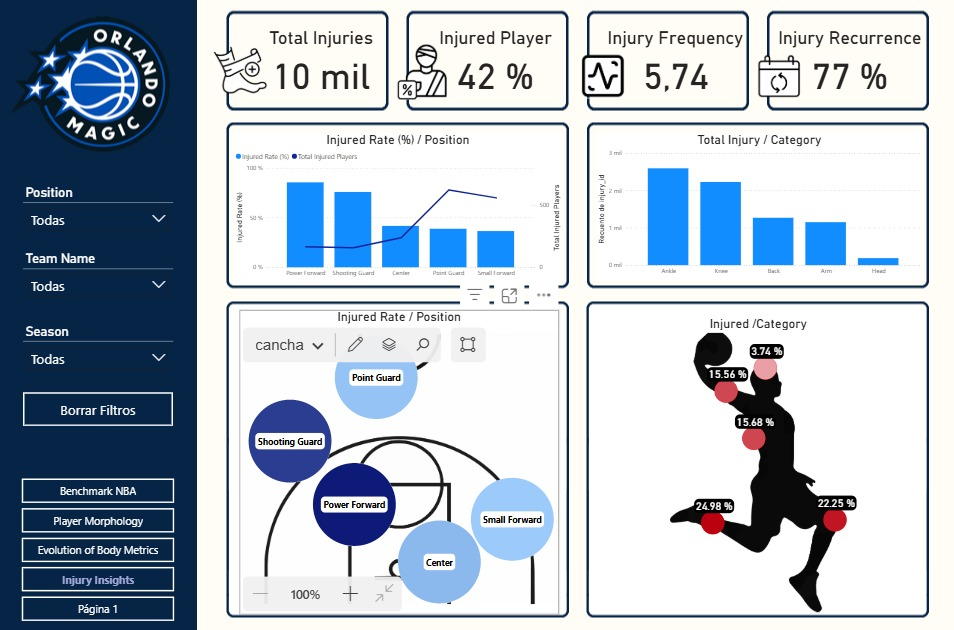 ORLANDO
MAGIC
Position
Todas
Team Name
Todas
Season
Todas
Borrar Filtros
Benchmark NBA
Player Morphology
Evolution of Body Metrics
Injury Insights
Página 1
Total Injuries
10 mil
Injured Player
42 %
%
Injury Frequency
5,74
Injury Recurrence
77 %
Injured Rate (%) / Position
Injured Rate (%) Total Injured Players
100 %
50 %
0 %
Injured Rate (%)
500
0
Total Injured Players
Power Forward Shooting Guard Center Point Guard Small Forward
Total Injury / Category
3 mil
2 mil
1 mil
0 mil
Recuento de injury_id
Ankle Knee Back Arm Head
Injured Rate / Position
cancha
Point Guard
Shooting Guard
Power Forward
Small Forward
Center
100%
Injured /Category
3.74 %
15.56 %
15.68 %
24.98 %
22.25 %